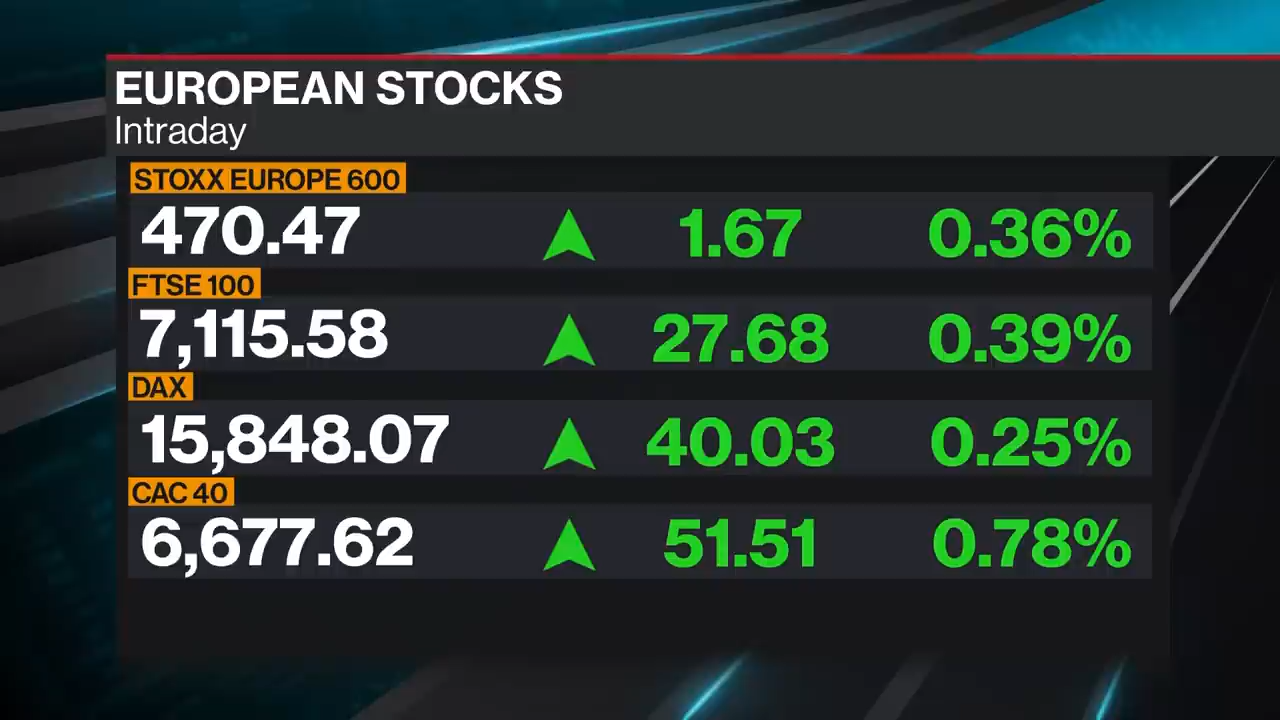 EUROPEAN STOCKS
Intraday
STOXX EUROPE 600
470.47 1.67 0.36%
FTSE 100
7,115.58 27.68 0.39%
DAX
15,848.07 40.03 0.25%
CAC 40
6,677.62 51.51 0.78%